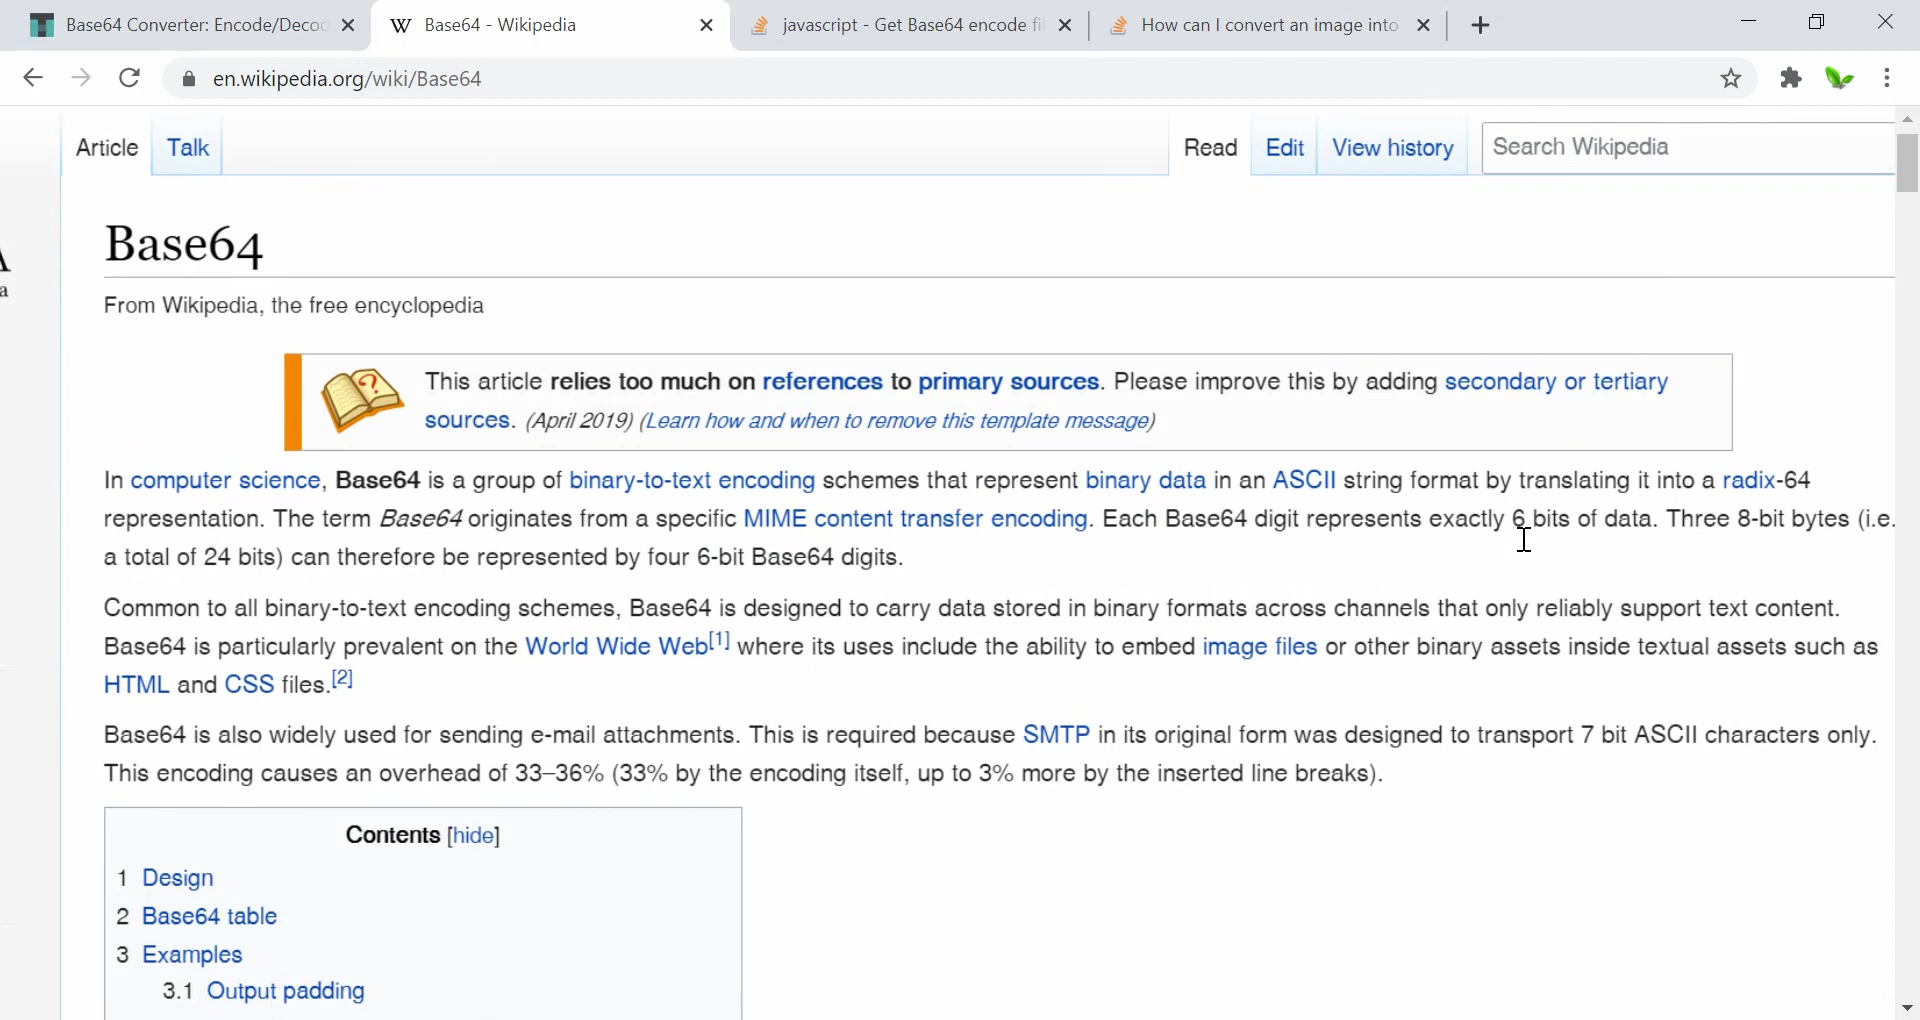 Base64 Converter: Encode/Deco
Base64 - Wikipedia
javascript - Get Base64 encode fi
How can I convert an image into
en.wikipedia.org/wiki/Base64
Article Talk Read Edit View history Search Wikipedia
Base64
a
From Wikipedia, the free encyclopedia
This article relies too much on references to primary sources. Please improve this by adding secondary or tertiary
sources. (April 2019) (Learn how and when to remove this template message)
In computer science, Base64 is a group of binary-to-text encoding schemes that represent binary data in an ASCII string format by translating it into a radix-64
representation. The term Base64 originates from a specific MIME content transfer encoding. Each Base64 digit represents exactly 6 bits of data. Three 8-bit bytes (i.e.
a total of 24 bits) can therefore be represented by four 6-bit Base64 digits.
Common to all binary-to-text encoding schemes, Base64 is designed to carry data stored in binary formats across channels that only reliably support text content.
Base64 is particularly prevalent on the World Wide Web[1] where its uses include the ability to embed image files or other binary assets inside textual assets such as
HTML and CSS files.[2]
Base64 is also widely used for sending e-mail attachments. This is required because SMTP in its original form was designed to transport 7 bit ASCII characters only.
This encoding causes an overhead of 33–36% (33% by the encoding itself, up to 3% more by the inserted line breaks).
Contents [hide]
1 Design
2 Base64 table
3 Examples
3.1 Output padding